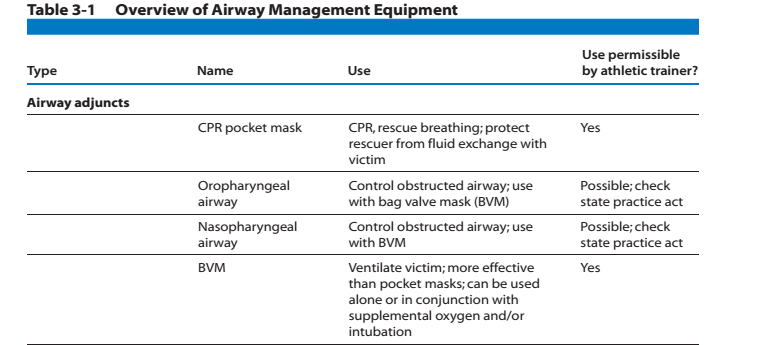 Table 3-1 Overview of Airway Management Equipment
Use permissible
Type Name Use by athletic trainer?
Airway adjuncts
CPR pocket mask CPR, rescue breathing; protect Yes
rescuer from fluid exchange with
victim
Oropharyngeal Control obstructed airway; use Possible; check
airway with bag valve mask (BVM) state practice act
Nasopharyngeal Control obstructed airway; use Possible; check
airway with BVM state practice act
BVM Ventilate victim; more effective Yes
than pocket masks; can be used
alone or in conjunction with
supplemental oxygen and/or
intubation